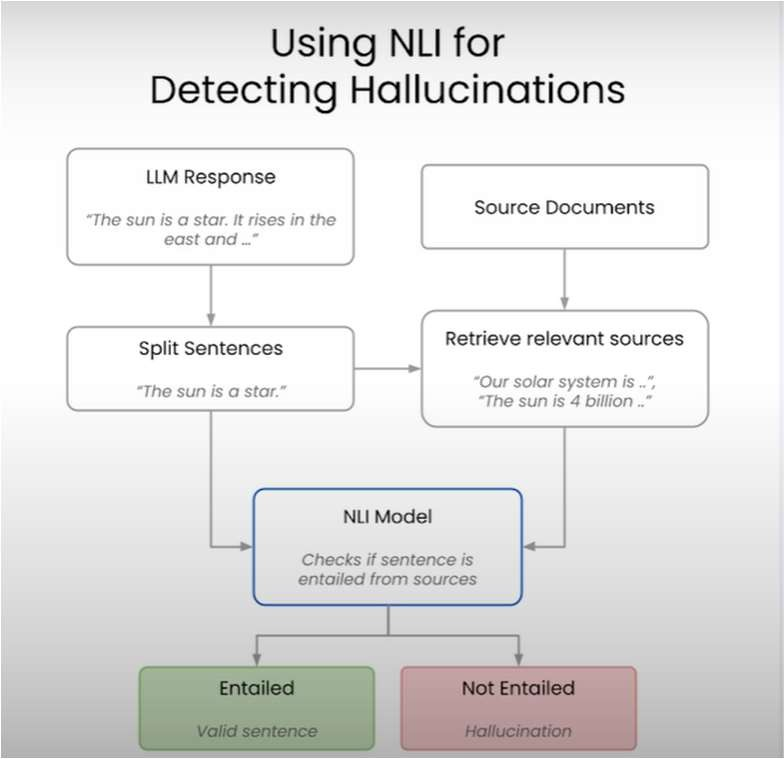 Using NLI for
Detecting Hallucinations
LLM Response
“The sun is a star. It rises in the
east and ...”
Source Documents
Split Sentences
“The sun is a star.”
Retrieve relevant sources
“Our solar system is ..”,
“The sun is 4 billion ..”
NLI Model
Checks if sentence is
entailed from sources
Entailed
Valid sentence
Not Entailed
Hallucination